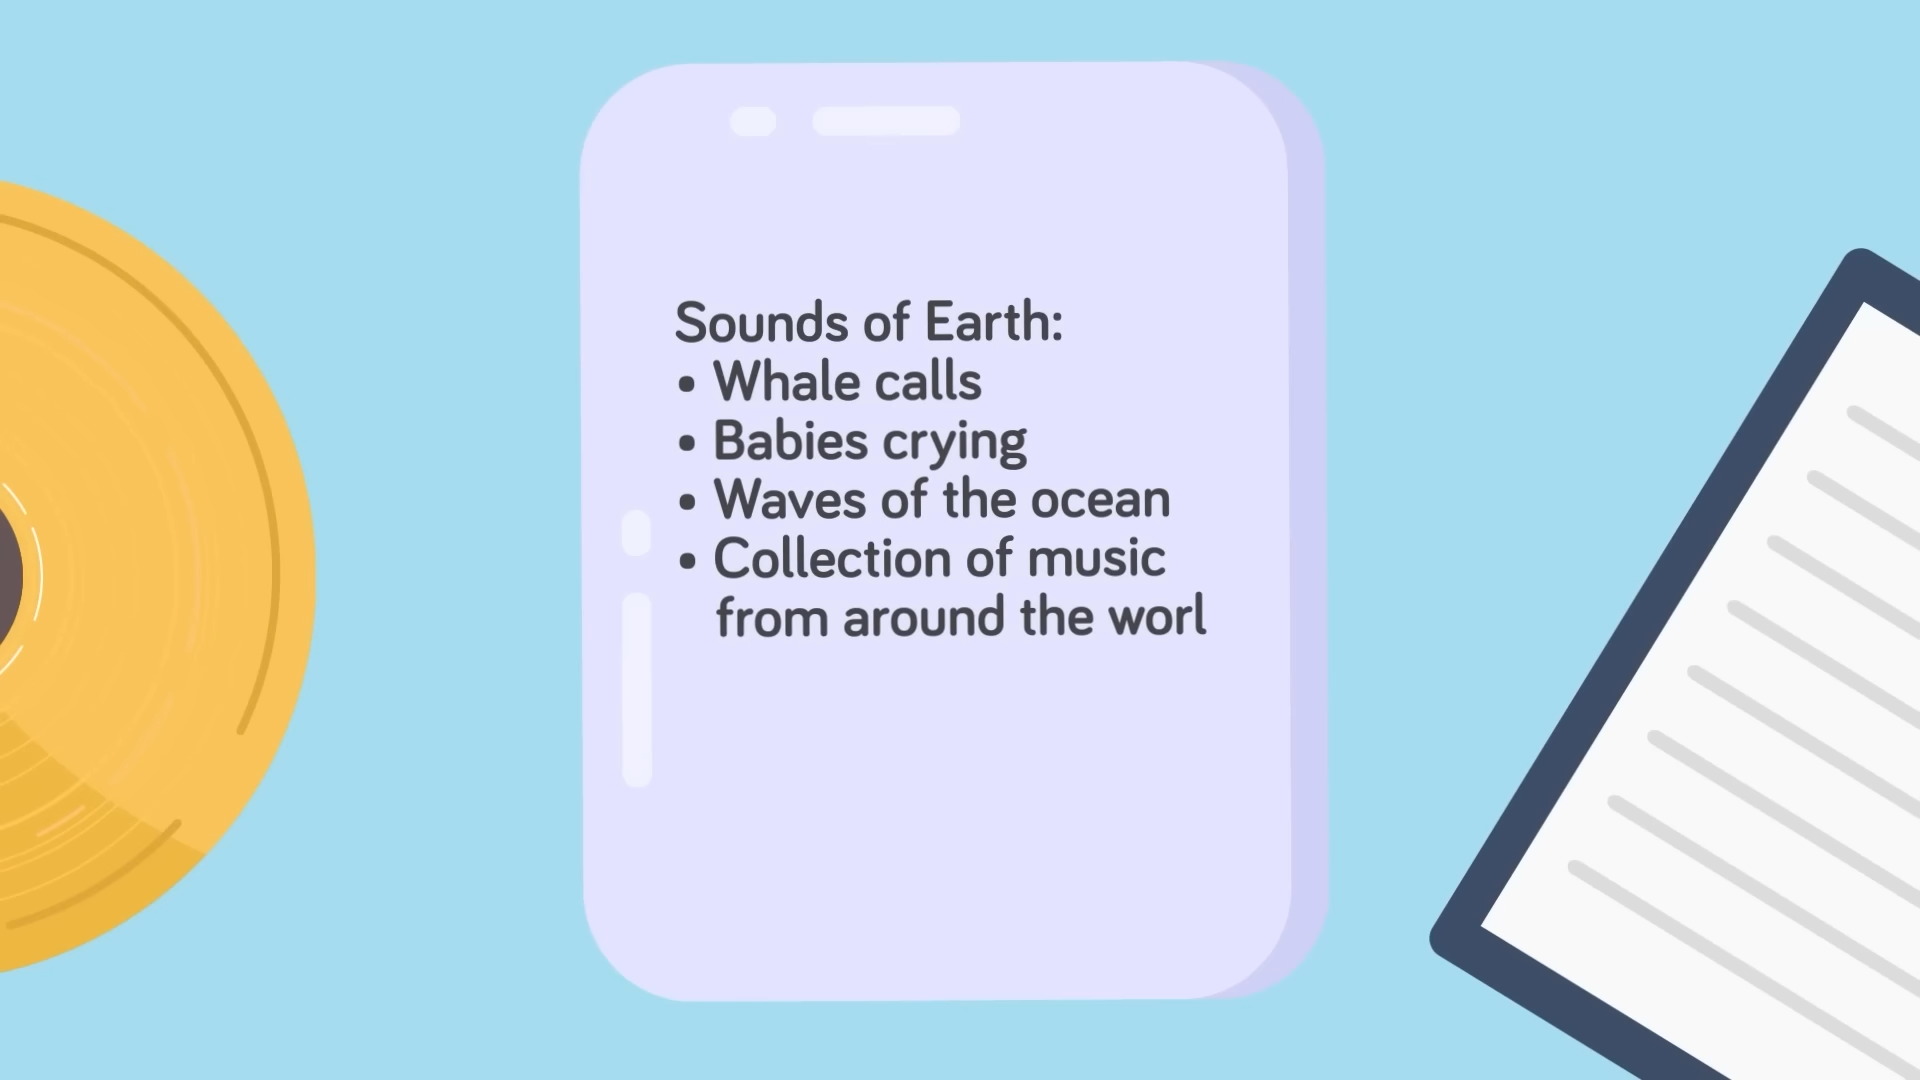 Sounds of Earth:
• Whale calls
• Babies crying
• Waves of the ocean
• Collection of music
from around the worl